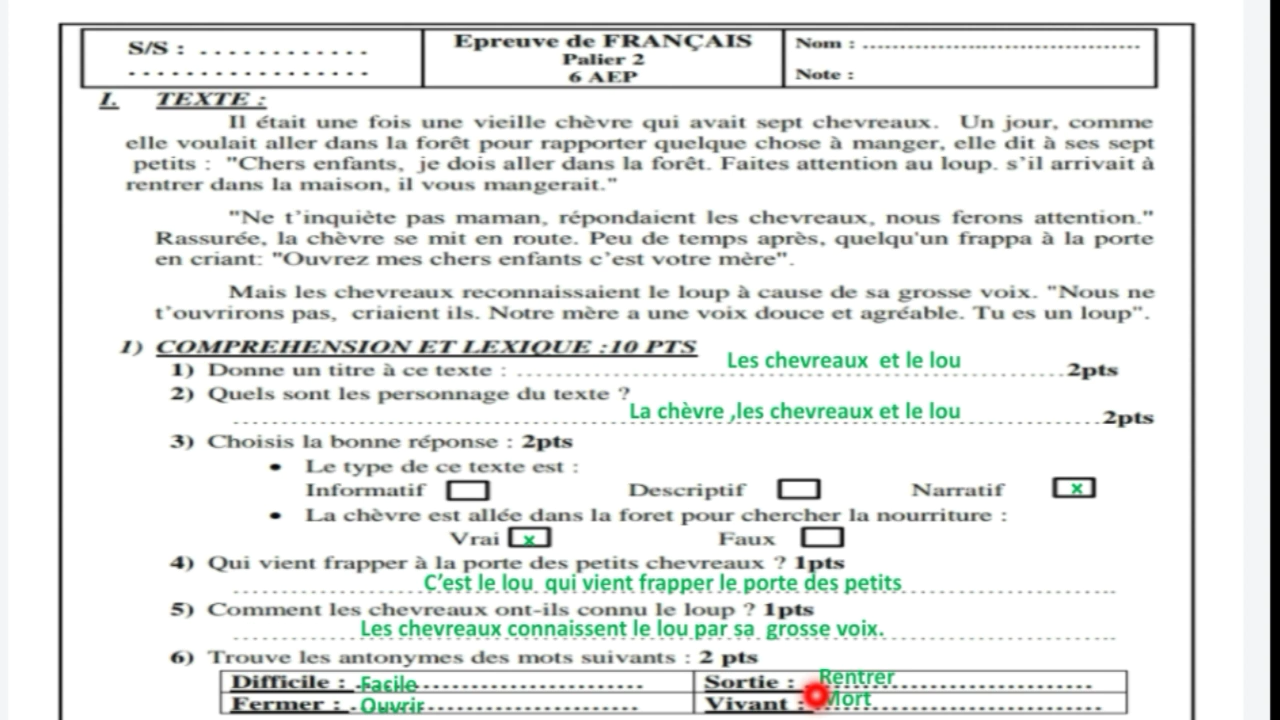 S/S : ............
..................
Epreuve de FRANÇAIS
Palier 2
6 AEP
Nom : ......................................
Note :
I. TEXTE :
Il était une fois une vieille chèvre qui avait sept chevreaux. Un jour, comme
elle voulait aller dans la forêt pour rapporter quelque chose à manger, elle dit à ses sept
petits : "Chers enfants, je dois aller dans la forêt. Faites attention au loup. s'il arrivait à
rentrer dans la maison, il vous mangerait."
"Ne t'inquiète pas maman, répondaient les chevreaux, nous ferons attention."
Rassurée, la chèvre se mit en route. Peu de temps après, quelqu'un frappa à la porte
en criant: "Ouvrez mes chers enfants c'est votre mère".
Mais les chevreaux reconnaissaient le loup à cause de sa grosse voix. "Nous ne
t'ouvrirons pas, criaient ils. Notre mère a une voix douce et agréable. Tu es un loup".
1) COMPREHENSION ET LEXIQUE :10 PTS
1) Donne un titre à ce texte : Les chevreaux et le lou 2pts
2) Quels sont les personnage du texte ?
La chèvre ,les chevreaux et le lou 2pts
3) Choisis la bonne réponse : 2pts
• Le type de ce texte est :
Informatif Descriptif Narratif x
• La chèvre est allée dans la foret pour chercher la nourriture :
Vrai x Faux
4) Qui vient frapper à la porte des petits chevreaux ? 1pts
C'est le lou qui vient frapper le porte des petits
5) Comment les chevreaux ont-ils connu le loup ? 1pts
Les chevreaux connaissent le lou par sa grosse voix.
6) Trouve les antonymes des mots suivants : 2 pts
Difficile : Facile Sortie : Rentrer
Fermer : Ouvrir Vivant : Mort